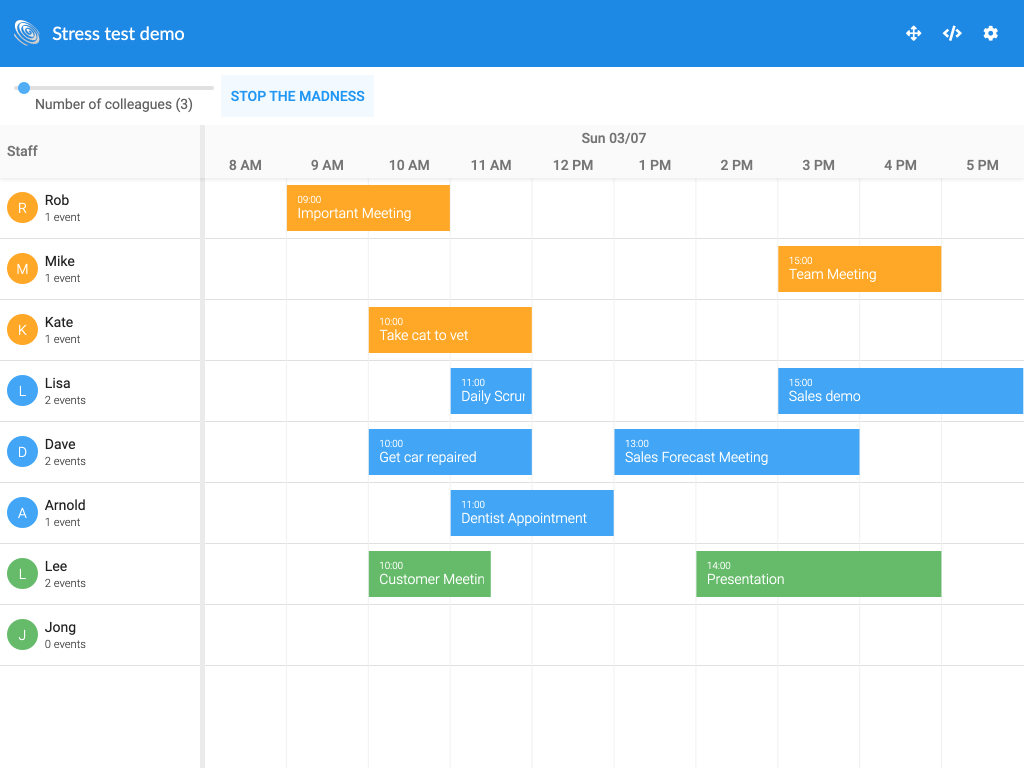 Stress test demo
Number of colleagues (3)
STOP THE MADNESS
Staff
Sun 03/07
8 AM 9 AM 10 AM 11 AM 12 PM 1 PM 2 PM 3 PM 4 PM 5 PM
R
Rob
1 event
09:00
Important Meeting
M
Mike
1 event
15:00
Team Meeting
K
Kate
1 event
10:00
Take cat to vet
L
Lisa
2 events
11:00
Daily Scru
15:00
Sales demo
D
Dave
2 events
10:00
Get car repaired
13:00
Sales Forecast Meeting
A
Arnold
1 event
11:00
Dentist Appointment
L
Lee
2 events
10:00
Customer Meetin
14:00
Presentation
J
Jong
0 events